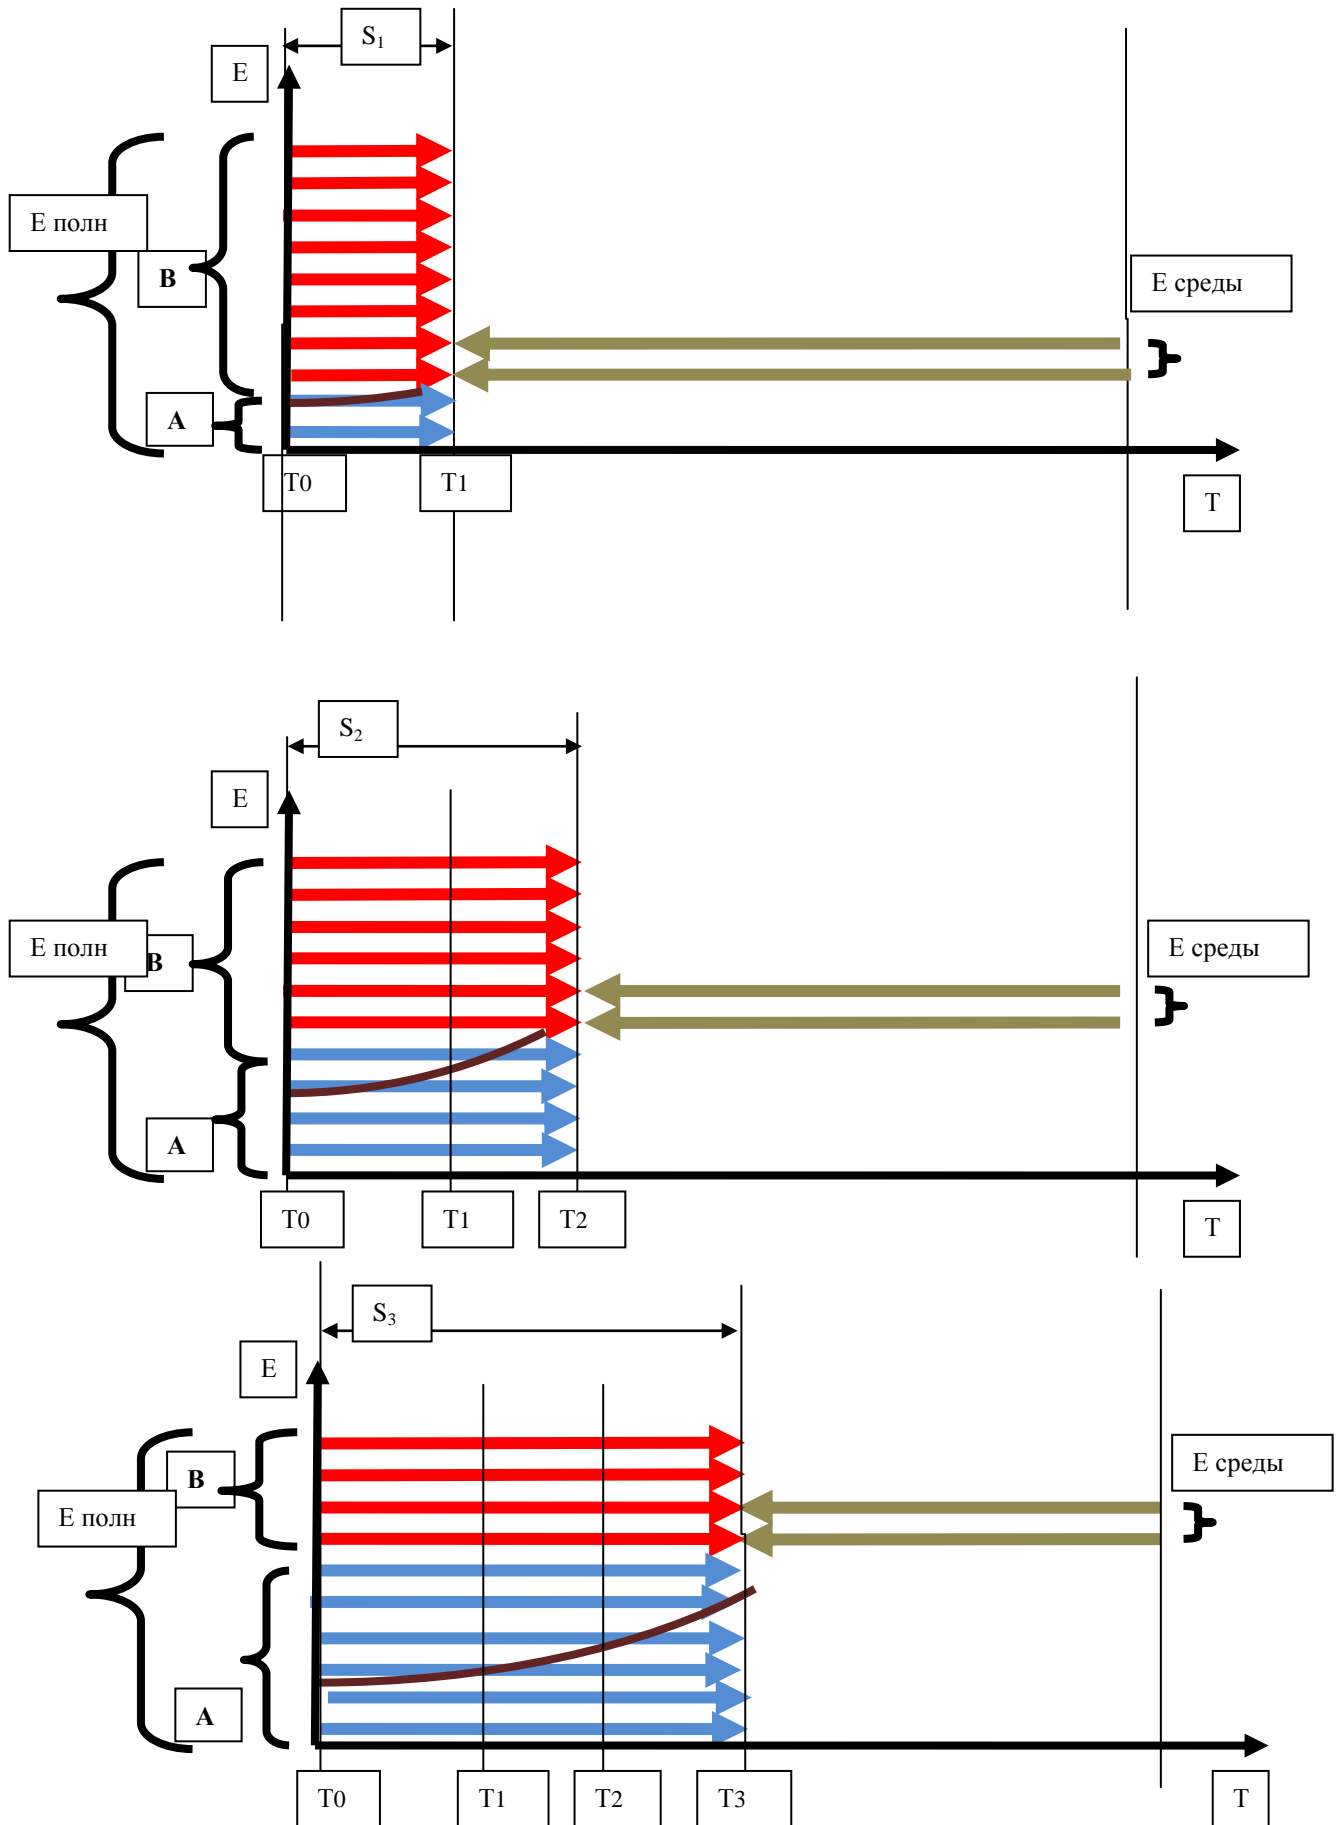 S₁
E
Е полн
В
Е среды
А
T0
T1
T
S₂
E
Е полн
В
Е среды
А
T0
T1
T2
T
S₃
E
В
Е среды
Е полн
А
T0
T1
T2
T3
T